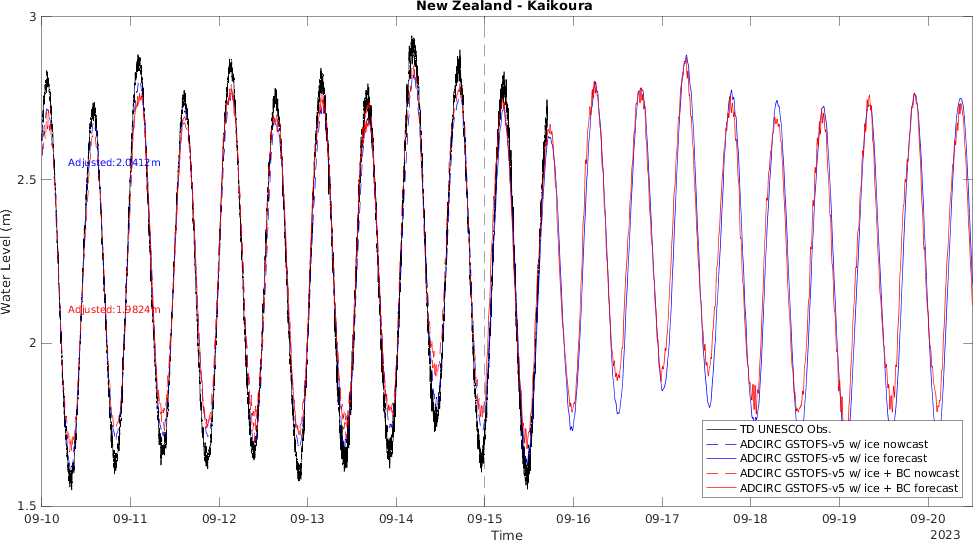 New Zealand - Kaikoura
3
2.5
2
1.5
Water Level (m)
Adjusted:2.0412m
Adjusted:1.9824m
TD UNESCO Obs.
ADCIRC GSTOFS-v5 w/ ice nowcast
ADCIRC GSTOFS-v5 w/ ice forecast
ADCIRC GSTOFS-v5 w/ ice + BC nowcast
ADCIRC GSTOFS-v5 w/ ice + BC forecast
09-10 09-11 09-12 09-13 09-14 09-15 09-16 09-17 09-18 09-19 09-20
Time
2023